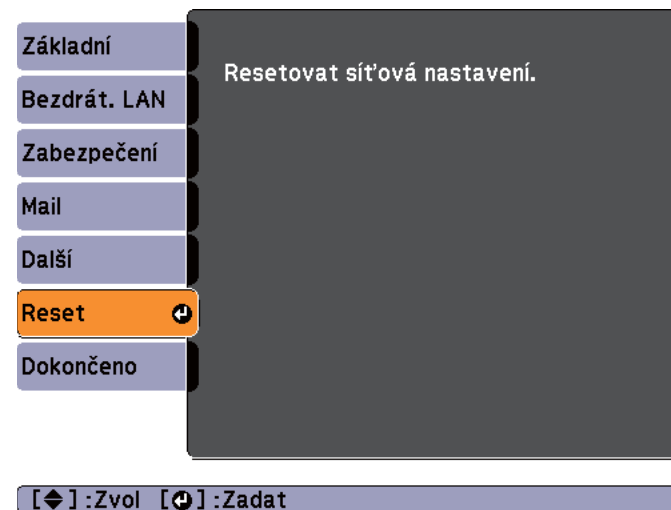 Základní
Bezdrát. LAN
Zabezpečení
Mail
Další
Reset
Dokončeno
Resetovat síťová nastavení.
[◆]:Zvol [⏎]:Zadat